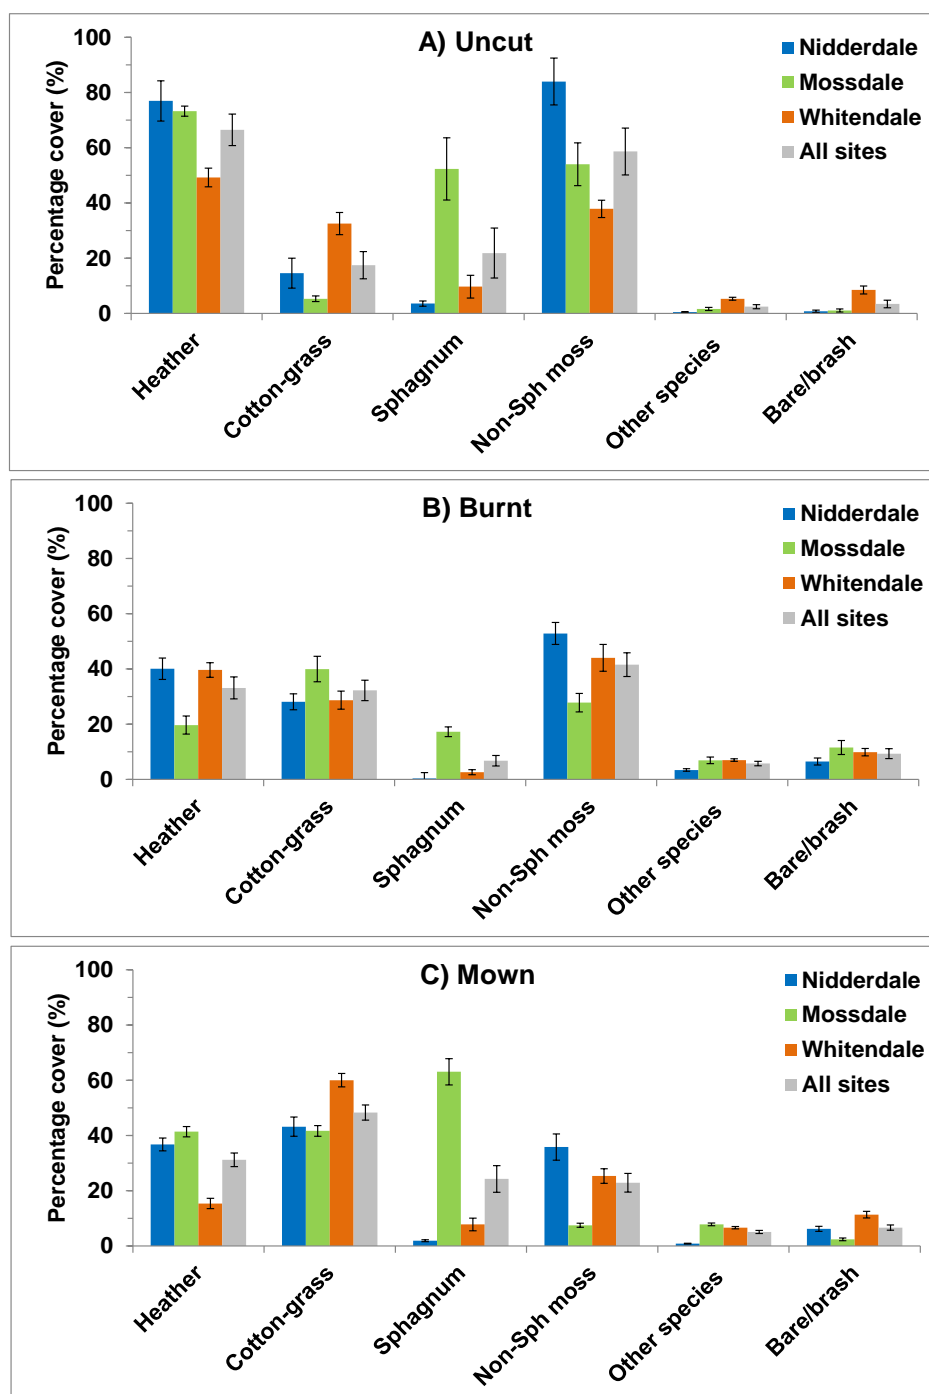 A) Uncut
Percentage cover (%)
100
80
60
40
20
0
Nidderdale
Mossdale
Whitendale
All sites
Heather
Cotton-grass
Sphagnum
Non-Sph moss
Other species
Bare/brash
B) Burnt
Percentage cover (%)
100
80
60
40
20
0
Nidderdale
Mossdale
Whitendale
All sites
Heather
Cotton-grass
Sphagnum
Non-Sph moss
Other species
Bare/brash
C) Mown
Percentage cover (%)
100
80
60
40
20
0
Nidderdale
Mossdale
Whitendale
All sites
Heather
Cotton-grass
Sphagnum
Non-Sph moss
Other species
Bare/brash